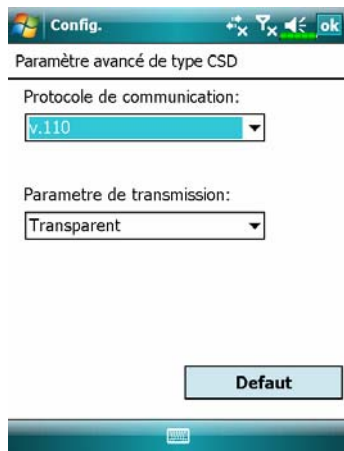 Config.
ok
Paramètre avancé de type CSD
Protocole de communication:
v.110
Parametre de transmission:
Transparent
Defaut